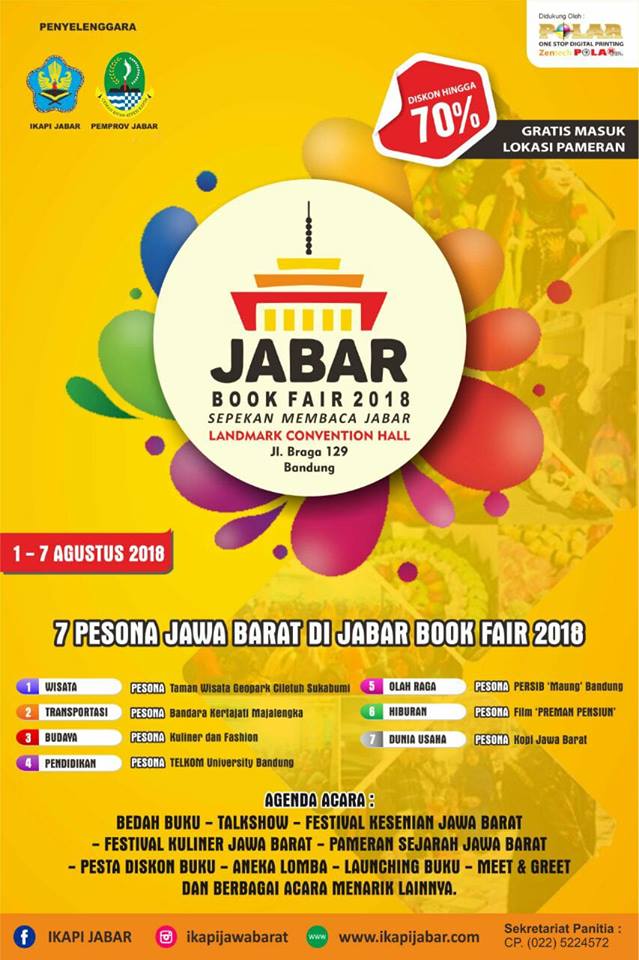 PENYELENGGARA
IKAPI JABAR
PEMPROV JABAR
Didukung Oleh :
POLAR
ONE STOP DIGITAL PRINTING
Zentech POLA
DISKON HINGGA
70%
GRATIS MASUK
LOKASI PAMERAN
JABAR
BOOK FAIR 2018
SEPEKAN MEMBACA JABAR
LANDMARK CONVENTION HALL
Jl. Braga 129
Bandung
1 – 7 AGUSTUS 2018
7 PESONA JAWA BARAT DI JABAR BOOK FAIR 2018
1 WISATA PESONA Taman Wisata Geopark Ciletuh Sukabumi
2 TRANSPORTASI PESONA Bandara Kertajati Majalengka
3 BUDAYA PESONA Kuliner dan Fashion
4 PENDIDIKAN PESONA TELKOM University Bandung
5 OLAH RAGA PESONA PERSIB 'Maung' Bandung
6 HIBURAN PESONA Film 'PREMAN PENSIUN'
7 DUNIA USAHA PESONA Kopi Jawa Barat
AGENDA ACARA :
BEDAH BUKU – TALKSHOW – FESTIVAL KESENIAN JAWA BARAT
– FESTIVAL KULINER JAWA BARAT – PAMERAN SEJARAH JAWA BARAT
– PESTA DISKON BUKU – ANEKA LOMBA – LAUNCHING BUKU – MEET & GREET
DAN BERBAGAI ACARA MENARIK LAINNYA.
IKAPI JABAR
ikapijawabarat
www.ikapijabar.com
Sekretariat Panitia :
CP. (022) 5224572